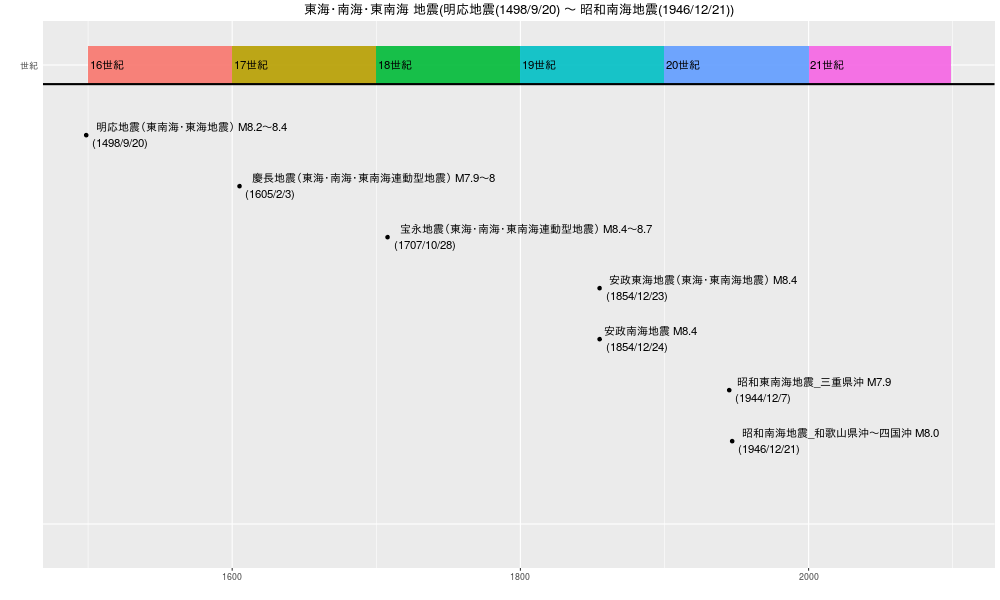 東海・南海・東南海 地震(明応地震(1498/9/20) ～ 昭和南海地震(1946/12/21))
世紀
16世紀
17世紀
18世紀
19世紀
20世紀
21世紀
明応地震（東南海・東海地震） M8.2～8.4
(1498/9/20)
慶長地震（東海・南海・東南海連動型地震） M7.9～8
(1605/2/3)
宝永地震（東海・南海・東南海連動型地震） M8.4～8.7
(1707/10/28)
安政東海地震（東海・東南海地震） M8.4
(1854/12/23)
安政南海地震 M8.4
(1854/12/24)
昭和東南海地震_三重県沖 M7.9
(1944/12/7)
昭和南海地震_和歌山県沖～四国沖 M8.0
(1946/12/21)
1600
1800
2000